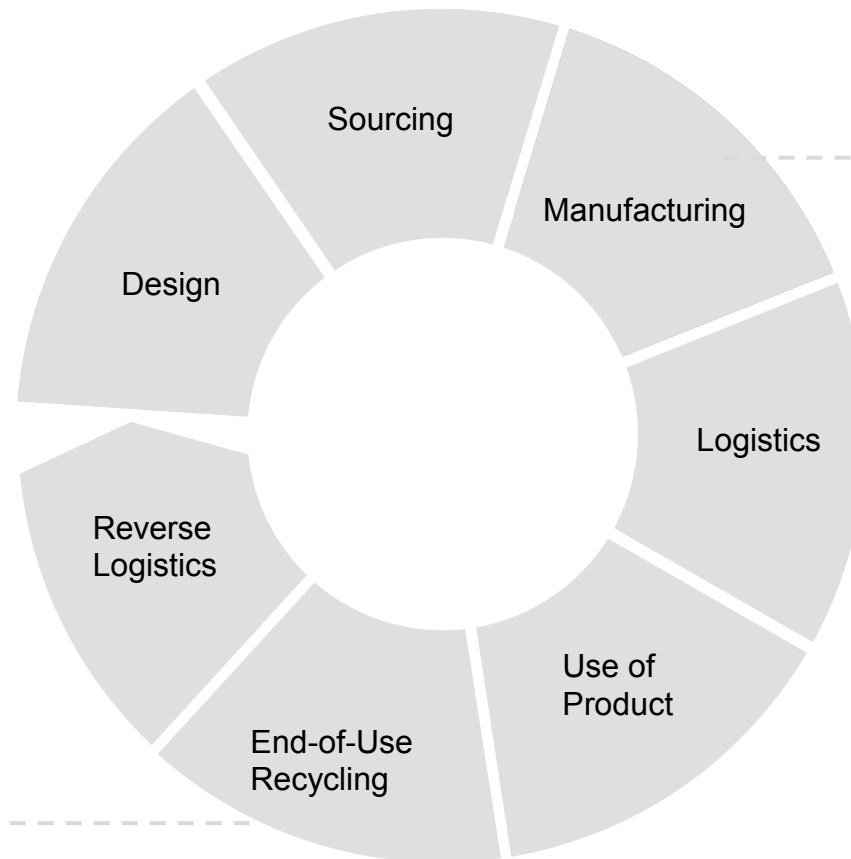 Sourcing
Manufacturing
Design
Logistics
Reverse
Logistics
Use of
Product
End-of-Use
Recycling